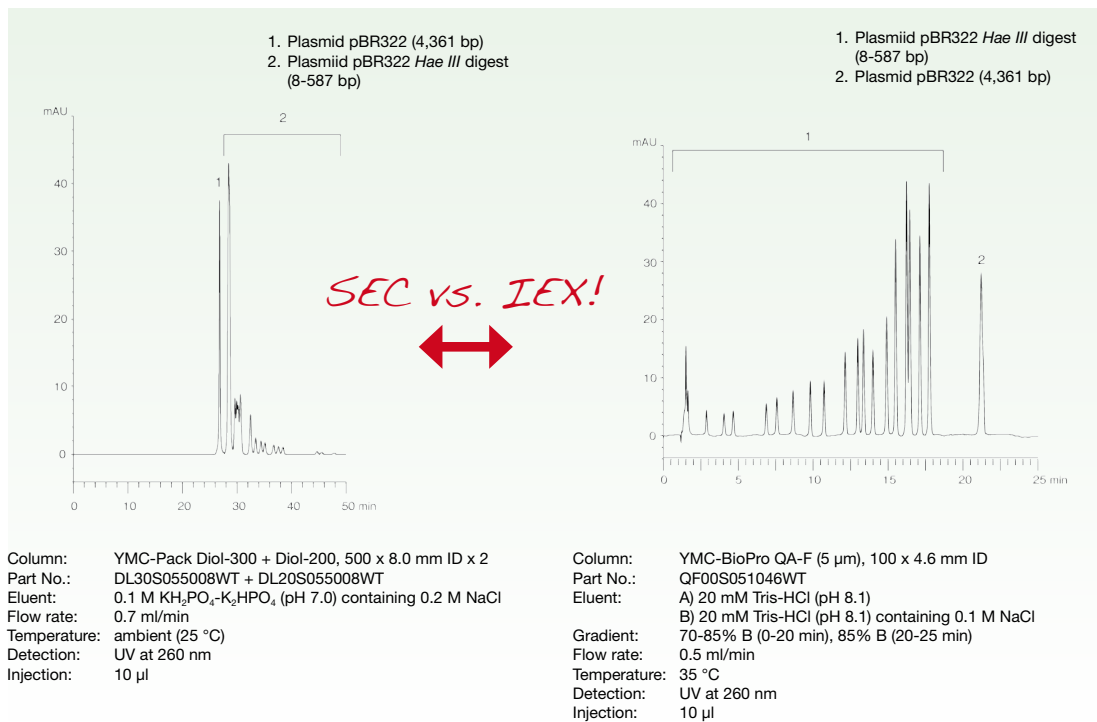 1. Plasmid pBR322 (4,361 bp)
2. Plasmiid pBR322 Hae III digest
(8-587 bp)
mAU
2
1
40
30
20
10
0
0 10 20 30 40 50 min
SEC vs. IEX!
1. Plasmiid pBR322 Hae III digest
(8-587 bp)
2. Plasmid pBR322 (4,361 bp)
mAU
1
2
40
30
20
10
0
0 5 10 15 20 25 min
Column: YMC-Pack Diol-300 + Diol-200, 500 x 8.0 mm ID x 2
Part No.: DL30S055008WT + DL20S055008WT
Eluent: 0.1 M KH₂PO₄-K₂HPO₄ (pH 7.0) containing 0.2 M NaCl
Flow rate: 0.7 ml/min
Temperature: ambient (25 °C)
Detection: UV at 260 nm
Injection: 10 µl
Column: YMC-BioPro QA-F (5 µm), 100 x 4.6 mm ID
Part No.: QF00S051046WT
Eluent: A) 20 mM Tris-HCl (pH 8.1)
B) 20 mM Tris-HCl (pH 8.1) containing 0.1 M NaCl
Gradient: 70-85% B (0-20 min), 85% B (20-25 min)
Flow rate: 0.5 ml/min
Temperature: 35 °C
Detection: UV at 260 nm
Injection: 10 µl